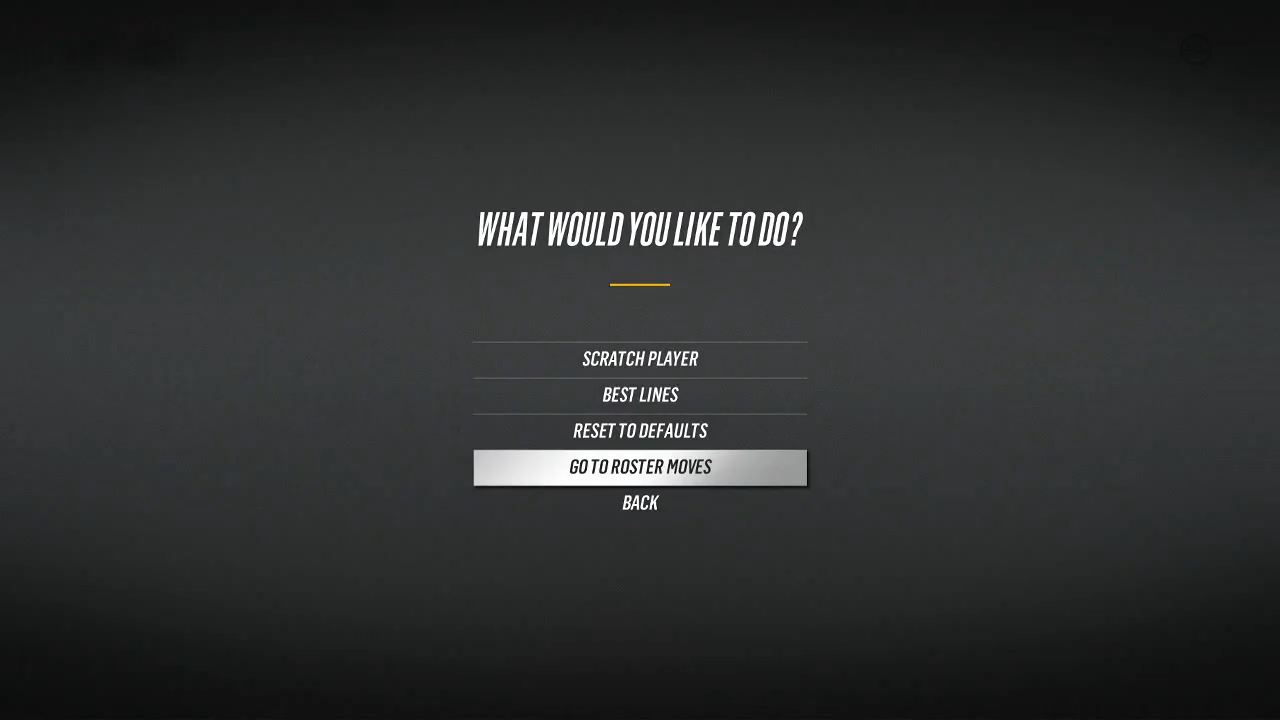 WHAT WOULD YOU LIKE TO DO?
SCRATCH PLAYER
BEST LINES
RESET TO DEFAULTS
GO TO ROSTER MOVES
BACK